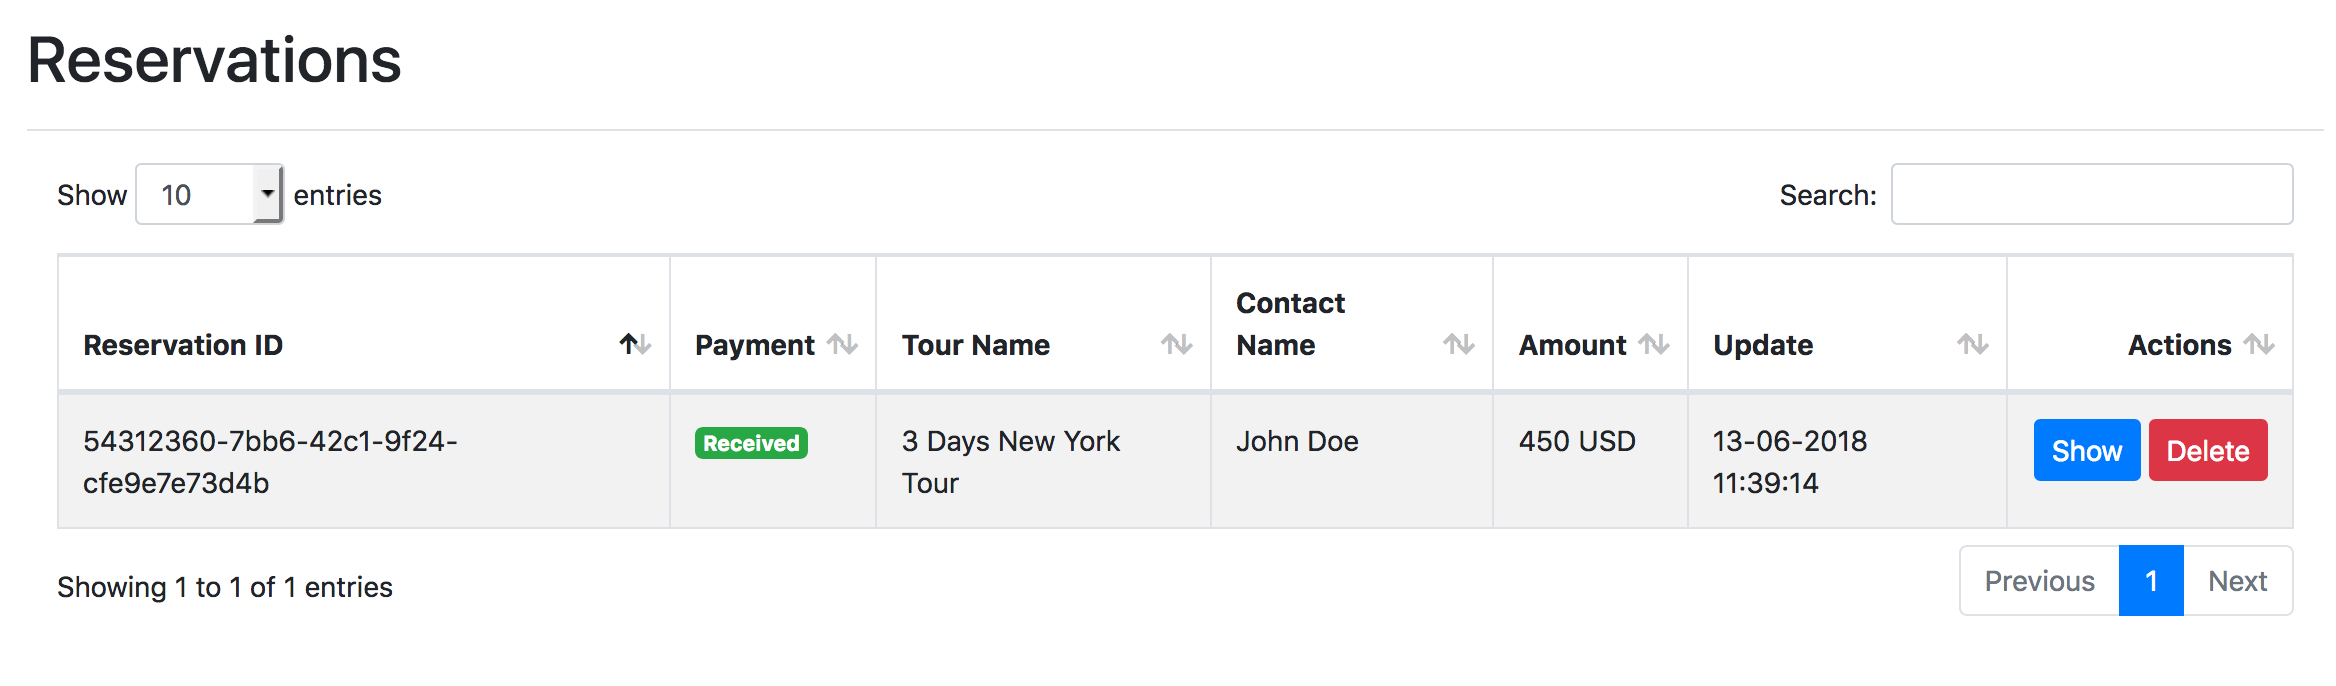 Reservations
Show 10 entries
Search:
Reservation ID
Payment
Tour Name
Contact
Name
Amount
Update
Actions
54312360-7bb6-42c1-9f24-
cfe9e7e73d4b
Received
3 Days New York
Tour
John Doe
450 USD
13-06-2018
11:39:14
Show
Delete
Showing 1 to 1 of 1 entries
Previous
1
Next